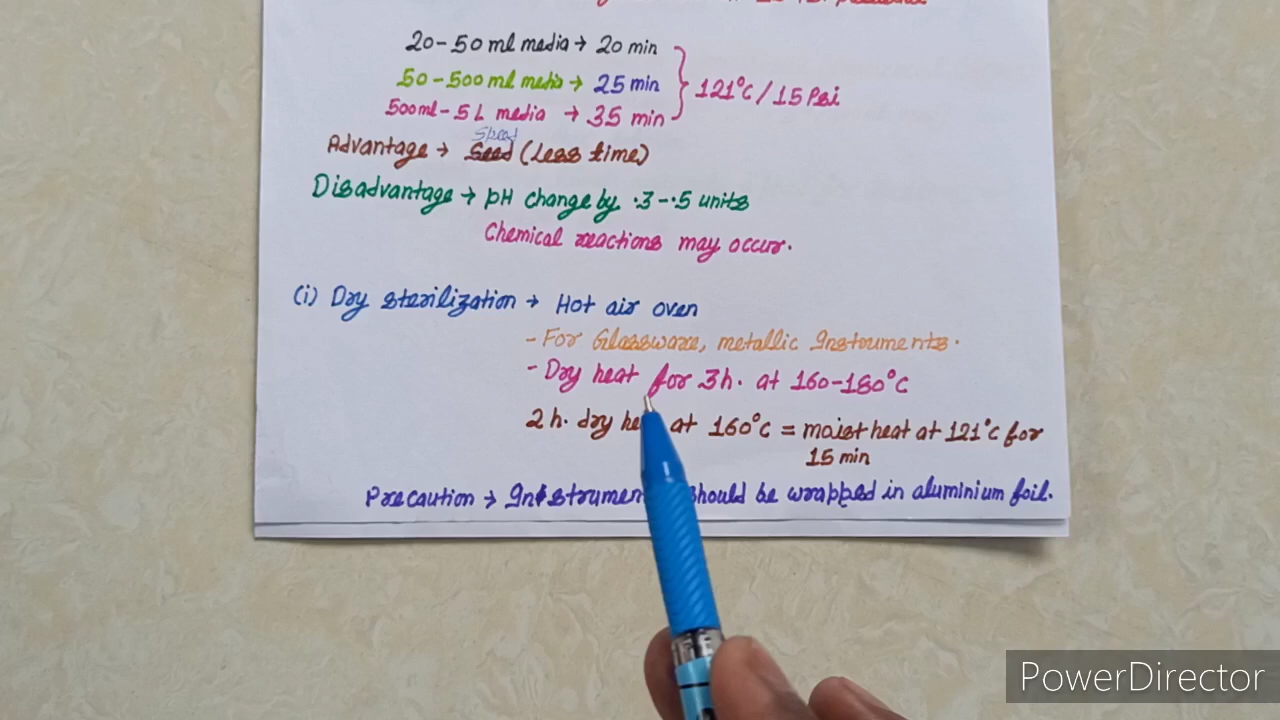 20-50 ml media → 20 min
50-500 ml media → 25 min
500ml-5L media → 35 min
121°C / 15 Psi
Speed
Advantage → (Less time)
Disadvantage → pH change by .3-.5 units
Chemical reactions may occur.
(i) Dry sterilization → Hot air oven
- For Glassware, metallic Instruments.
- Dry heat for 3h. at 160-180°C
2 h. dry he at 160°C = moist heat at 121°C for
15 min
Precaution → Instrumen should be wrapped in aluminium foil.
PowerDirector